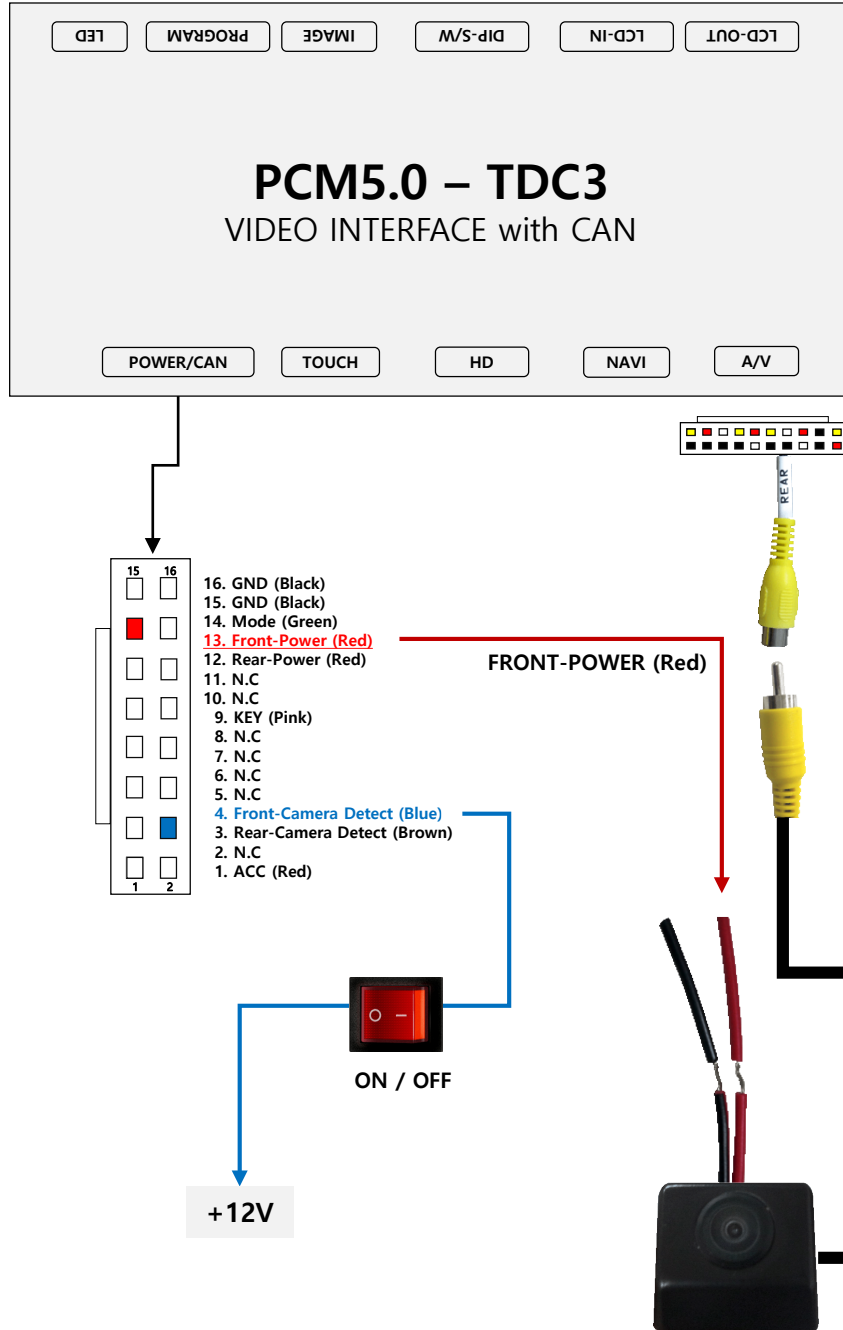 LED
PROGRAM
IMAGE
DIP-S/W
LCD-IN
LCD-OUT
PCM5.0 – TDC3
VIDEO INTERFACE with CAN
POWER/CAN
TOUCH
HD
NAVI
A/V
REAR
15 16
16. GND (Black)
15. GND (Black)
14. Mode (Green)
13. Front-Power (Red)
12. Rear-Power (Red)
11. N.C
10. N.C
9. KEY (Pink)
8. N.C
7. N.C
6. N.C
5. N.C
4. Front-Camera Detect (Blue)
3. Rear-Camera Detect (Brown)
2. N.C
1. ACC (Red)
1 2
FRONT-POWER (Red)
ON / OFF
+12V